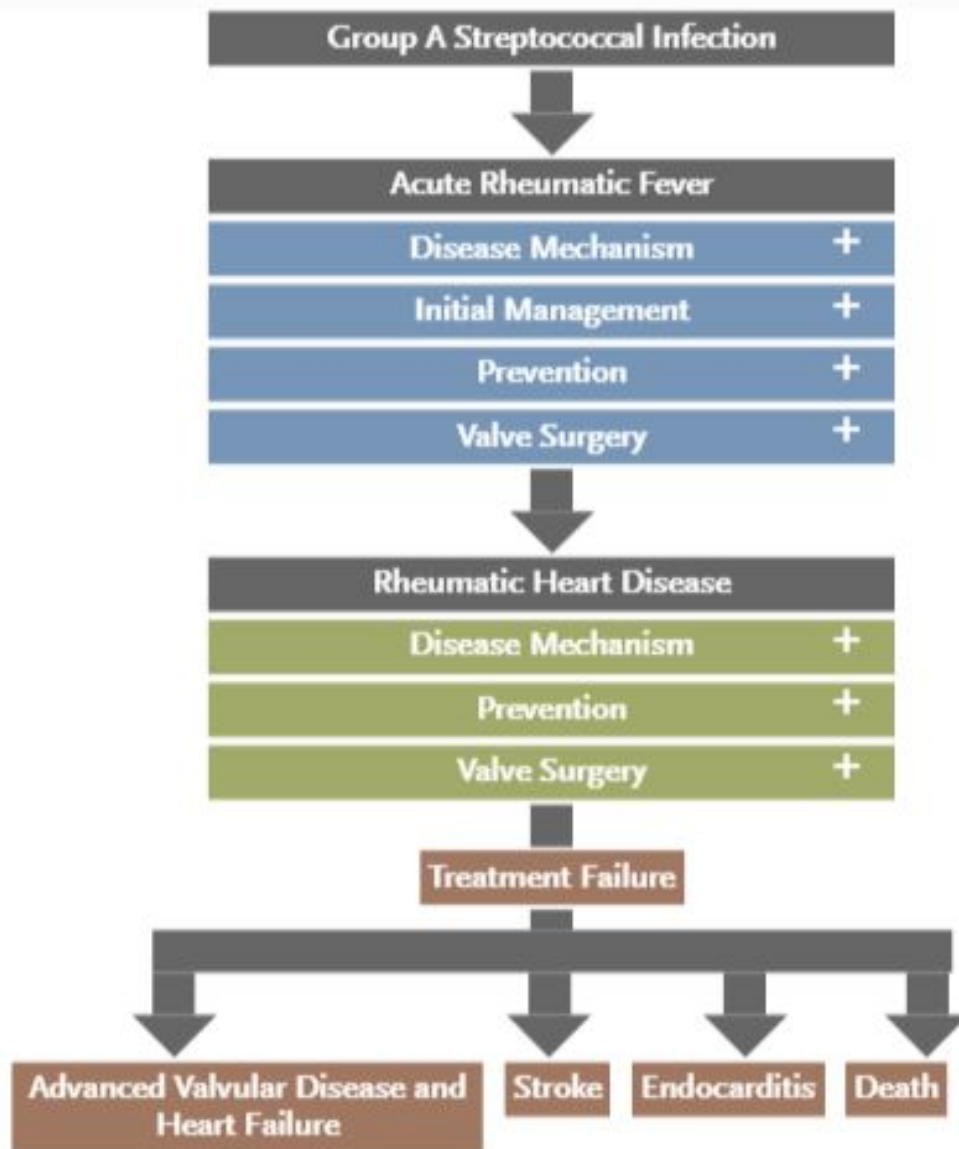 Group A Streptococcal Infection
Acute Rheumatic Fever
Disease Mechanism +
Initial Management +
Prevention +
Valve Surgery +
Rheumatic Heart Disease
Disease Mechanism +
Prevention +
Valve Surgery +
Treatment Failure
Advanced Valvular Disease and
Heart Failure
Stroke
Endocarditis
Death